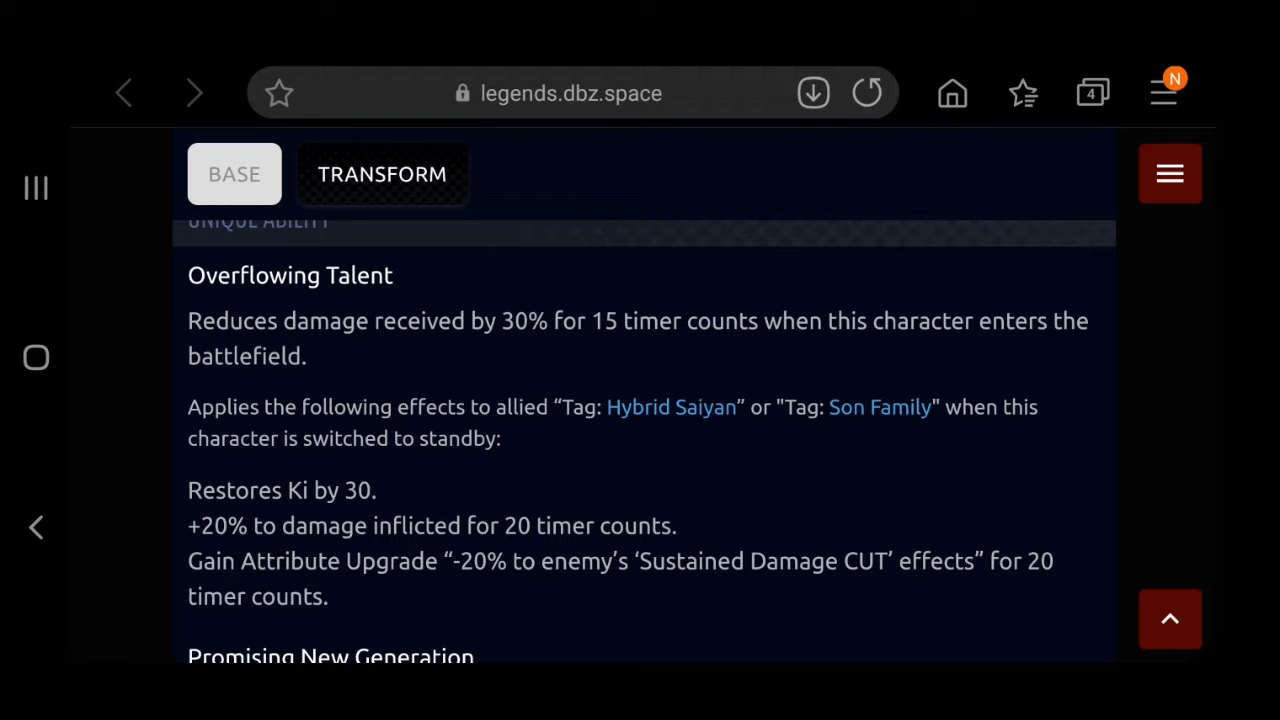 legends.dbz.space
4
N
BASE
TRANSFORM
UNIQUE ABILITY
Overflowing Talent
Reduces damage received by 30% for 15 timer counts when this character enters the
battlefield.
Applies the following effects to allied “Tag: Hybrid Saiyan” or "Tag: Son Family" when this
character is switched to standby:
Restores Ki by 30.
+20% to damage inflicted for 20 timer counts.
Gain Attribute Upgrade “-20% to enemy’s ‘Sustained Damage CUT’ effects” for 20
timer counts.
Promising New Generation